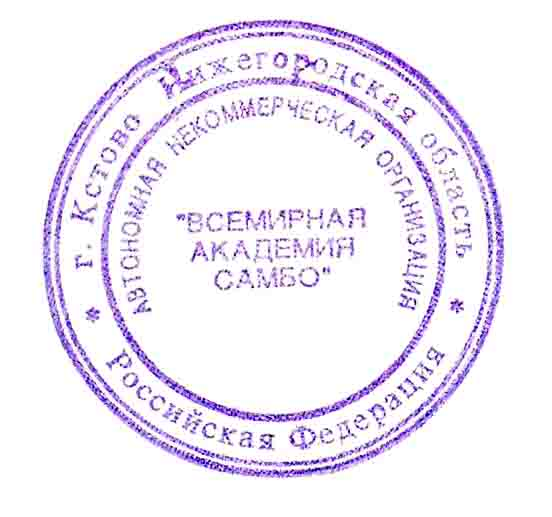 г. Кстово Нижегородская область
* Российская Федерация *
АВТОНОМНАЯ НЕКОММЕРЧЕСКАЯ ОРГАНИЗАЦИЯ
"ВСЕМИРНАЯ
АКАДЕМИЯ
САМБО"